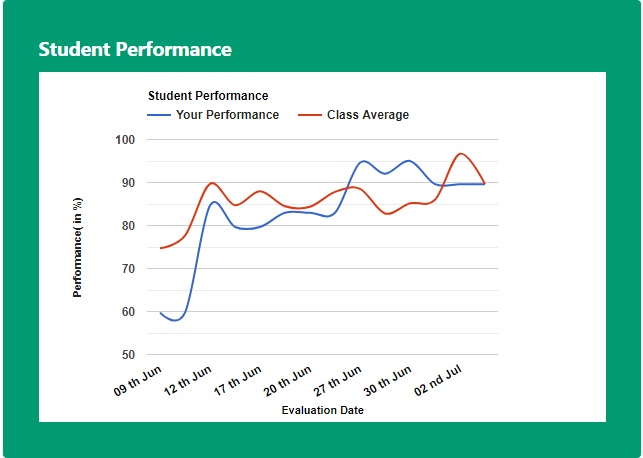 Student Performance
Student Performance
Your Performance Class Average
100
90
80
70
60
50
Performance( in %)
09 th Jun 12 th Jun 17 th Jun 20 th Jun 27 th Jun 30 th Jun 02 nd Jul
Evaluation Date